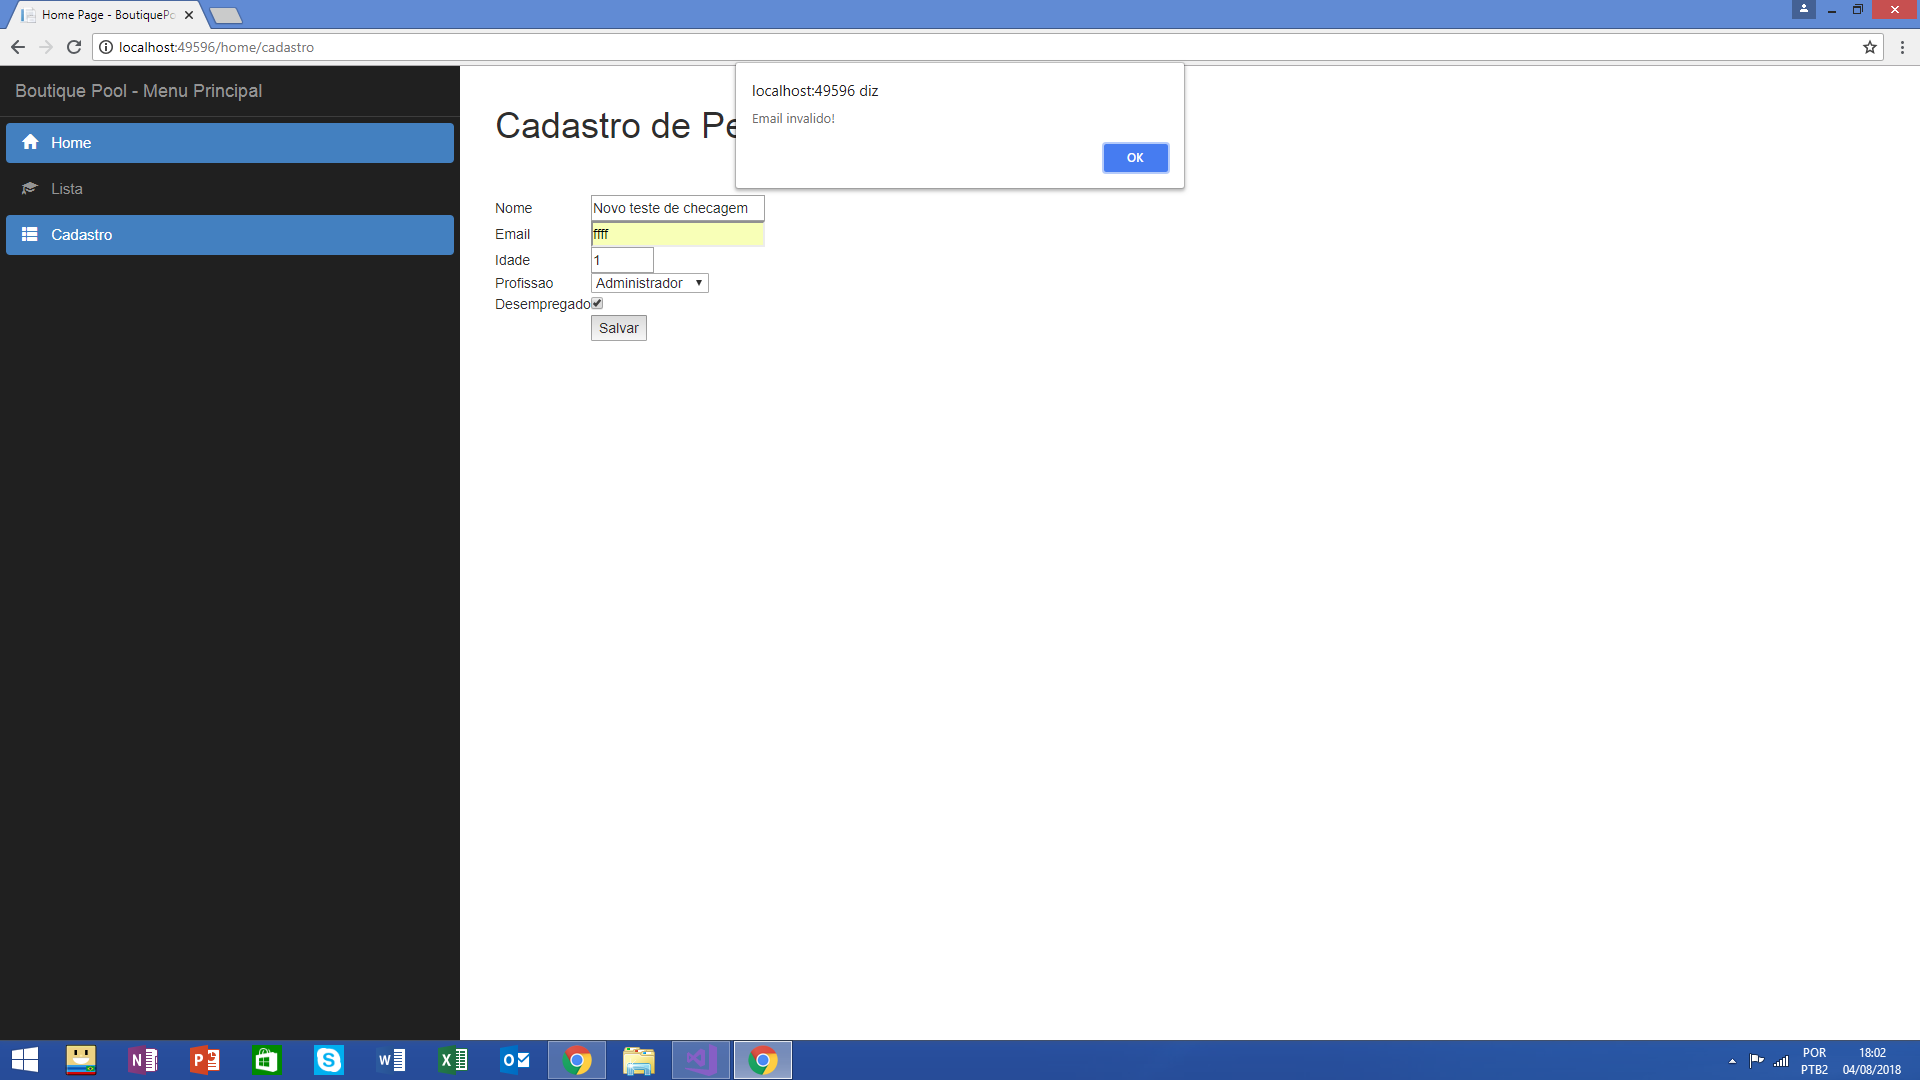 Home Page - BoutiquePo
localhost:49596/home/cadastro
Boutique Pool - Menu Principal
Home
Lista
Cadastro
Cadastro de Pe
localhost:49596 diz
Email invalido!
OK
Nome
Novo teste de checagem
Email
ffff
Idade
1
Profissao
Administrador
Desempregado
Salvar
POR
PTB2
18:02
04/08/2018